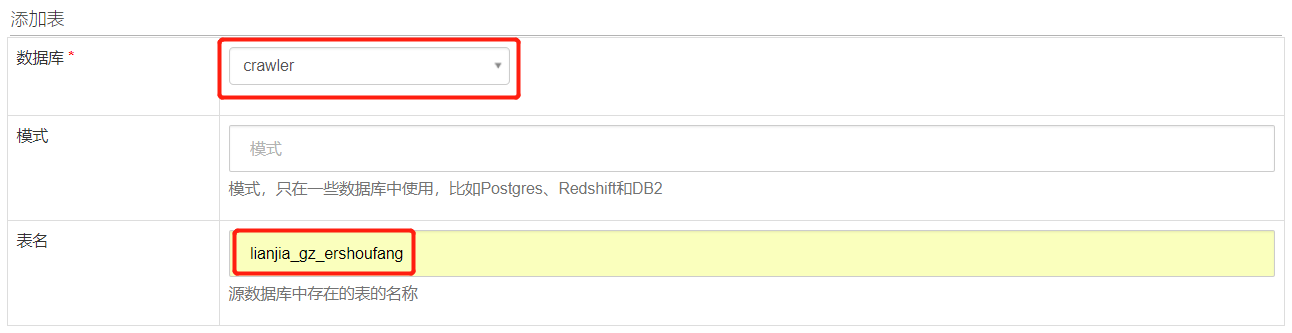 添加表
数据库 *
crawler
模式
模式
模式，只在一些数据库中使用，比如Postgres、Redshift和DB2
表名
lianjia_gz_ershoufang
源数据库中存在的表的名称